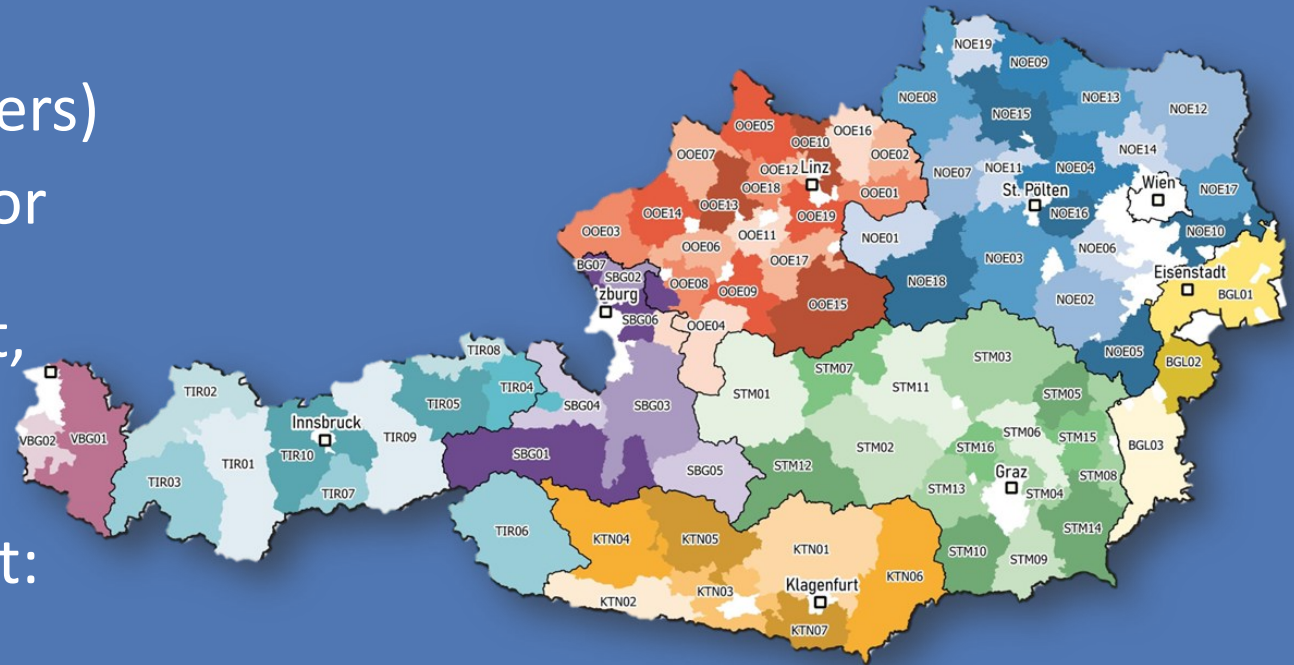 ers)
or
t,
t:
NOE19
NOE09
NOE08
NOE15
NOE13
NOE12
OOE05
OOE10
OOE16
NOE14
OOE07
OOE12
Linz
OOE02
NOE07
NOE11
NOE04
OOE18
Wien
NOE17
OOE14
OOE13
OOE01
St. Pölten
OOE19
NOE16
OOE03
OOE06
OOE11
NOE01
NOE06
NOE10
BG07
SBG02
OOE17
NOE03
Eisenstadt
zburg
OOE08
OOE09
NOE18
BGL01
SBG06
OOE04
OOE15
NOE02
TIR08
NOE05
BGL02
STM07
STM03
TIR02
TIR04
STM01
STM11
TIR05
SBG04
SBG03
STM05
Innsbruck
VBG02
VBG01
TIR09
STM06
STM15
BGL03
STM02
STM16
TIR10
SBG01
TIR01
STM12
Graz
SBG05
STM08
TIR03
TIR07
STM13
STM04
TIR06
KTN04
KTN05
STM14
KTN01
STM10
STM09
KTN06
Klagenfurt
KTN03
KTN02
KTN07